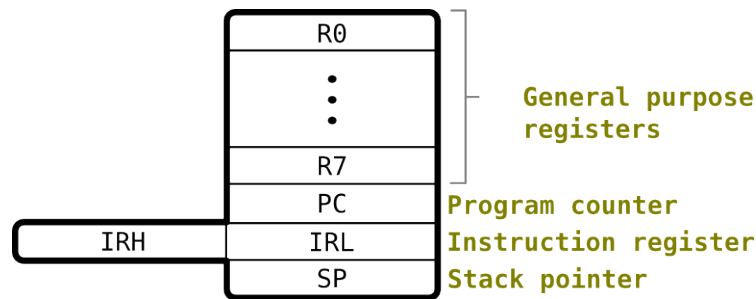 R0
General purpose
registers
R7
PC Program counter
IRH IRL Instruction register
SP Stack pointer